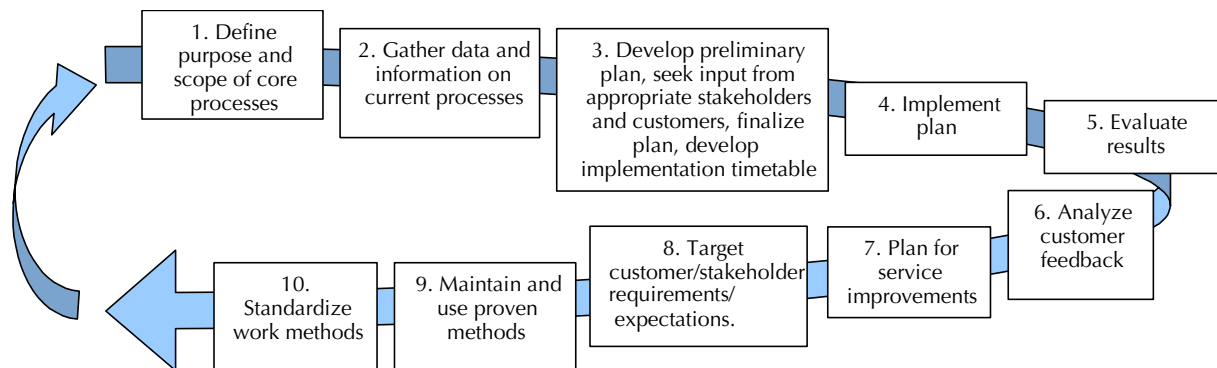 1. Define
purpose and
scope of core
processes
2. Gather data and
information on
current processes
3. Develop preliminary
plan, seek input from
appropriate stakeholders
and customers, finalize
plan, develop
implementation timetable
4. Implement
plan
5. Evaluate
results
6. Analyze
customer
feedback
7. Plan for
service
improvements
8. Target
customer/stakeholder
requirements/
expectations.
9. Maintain and
use proven
methods
10.
Standardize
work methods